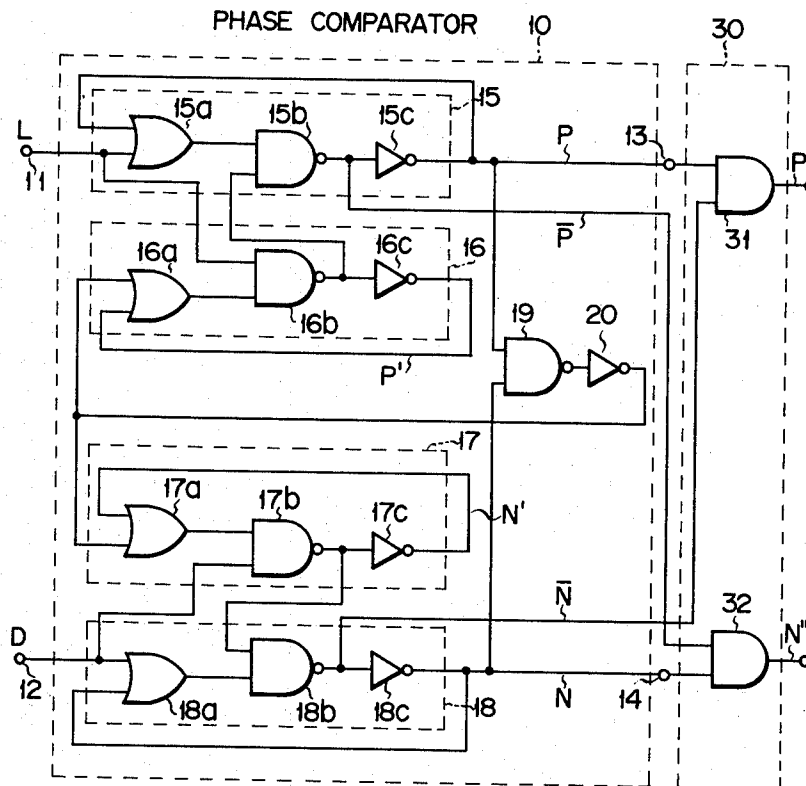 PHASE COMPARATOR 10 30
15
15a 15b 15c
L P 13 P
11
P̄ 31
16a 16c 16
16b 19 20
P'
17
17a 17b 17c
N'
N̄ 32
D N"
12 18a 18b 18c 18 N 14